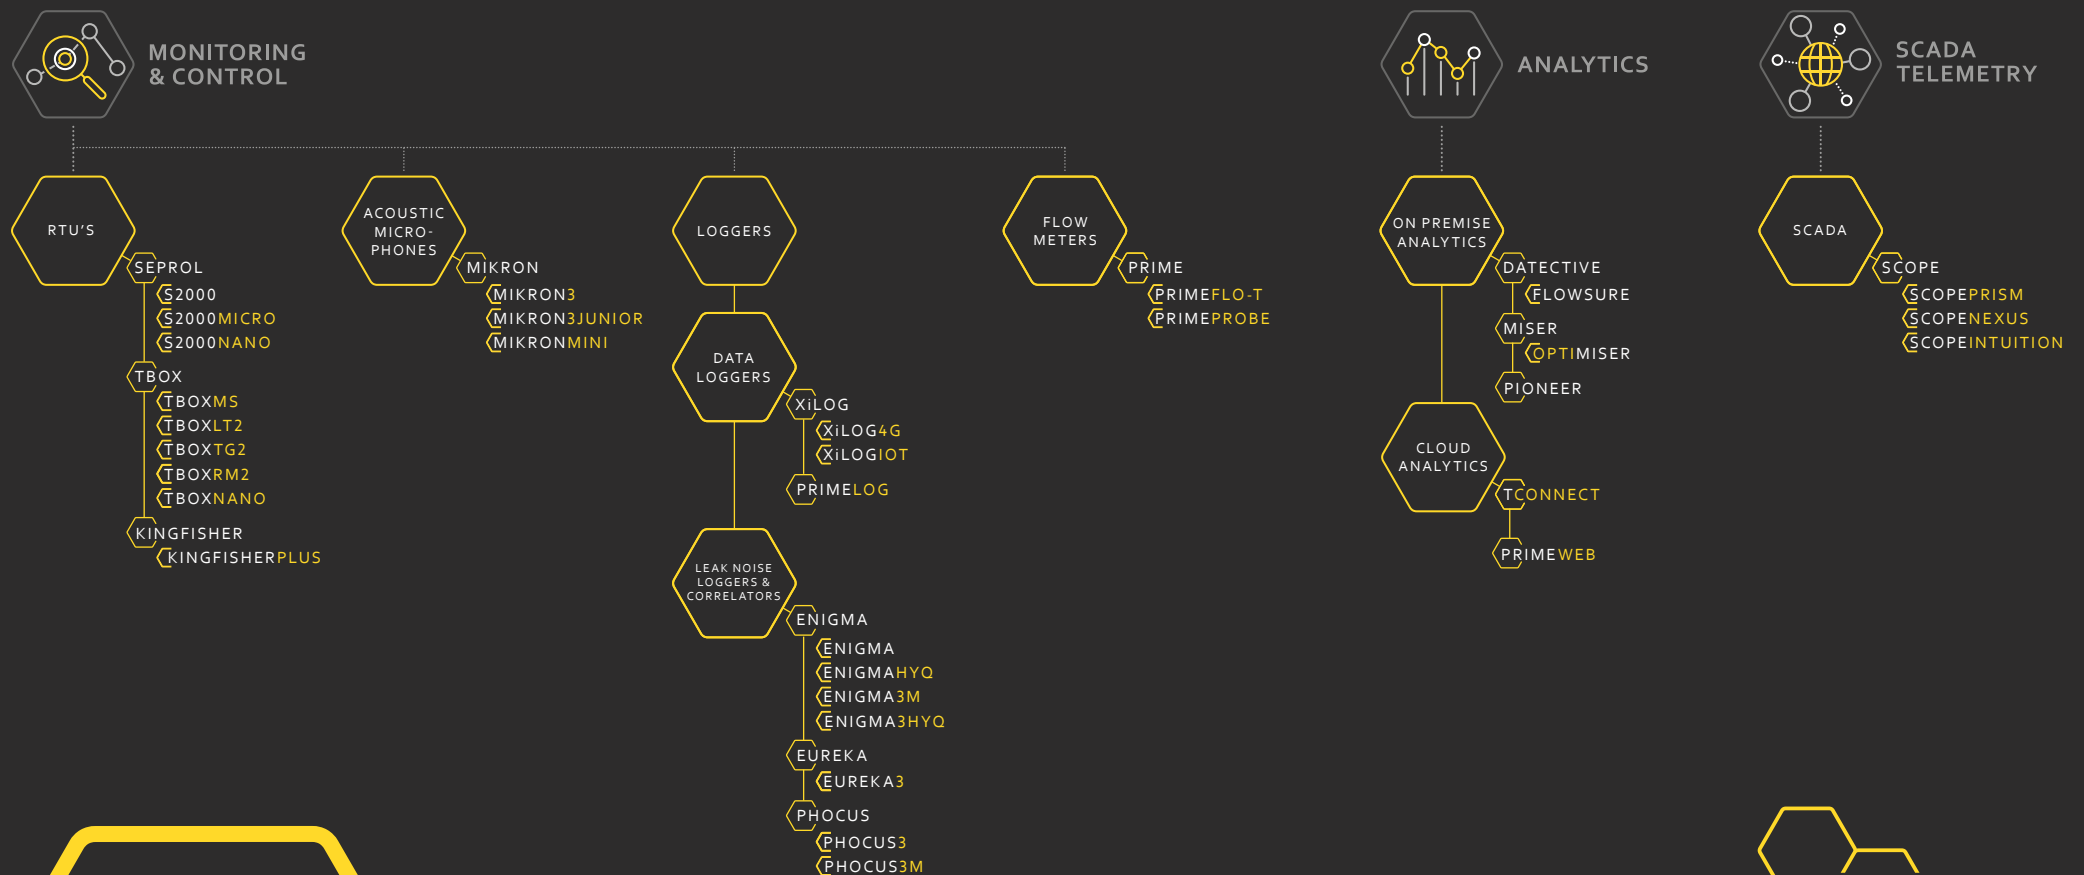 MONITORING
& CONTROL
RTU'S
SEPROL
S2000
S2000MICRO
S2000NANO
TBOX
TBOXMS
TBOXLT2
TBOXTG2
TBOXRM2
TBOXNANO
KINGFISHER
KINGFISHERPLUS
ACOUSTIC
MICRO-
PHONES
MIKRON
MIKRON3
MIKRON3JUNIOR
MIKRONMINI
LOGGERS
DATA
LOGGERS
XiLOG
XiLOG4G
XiLOGIOT
PRIMELOG
LEAK NOISE
LOGGERS &
CORRELATORS
ENIGMA
ENIGMA
ENIGMAHYQ
ENIGMA3M
ENIGMA3HYQ
EUREKA
EUREKA3
PHOCUS
PHOCUS3
PHOCUS3M
FLOW
METERS
PRIME
PRIMEFLO-T
PRIMEPROBE
ANALYTICS
ON PREMISE
ANALYTICS
DATECTIVE
FLOWSURE
MISER
OPTIMISER
PIONEER
CLOUD
ANALYTICS
TCONNECT
PRIMEWEB
SCADA
TELEMETRY
SCADA
SCOPE
SCOPEPRISM
SCOPENEXUS
SCOPEINTUITION